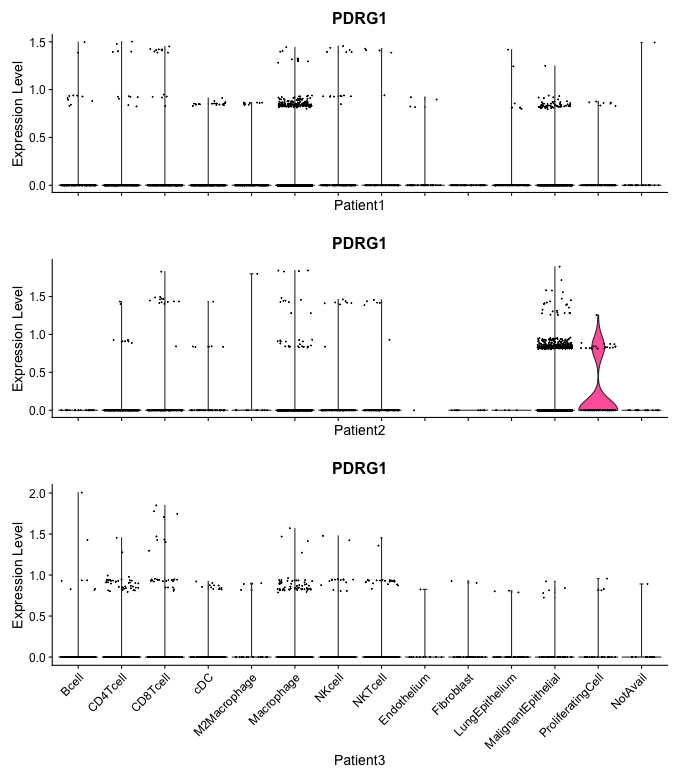 PDRG1
Expression Level
1.5
1.0
0.5
0.0
Patient1
PDRG1
Expression Level
1.5
1.0
0.5
0.0
Patient2
PDRG1
Expression Level
2.0
1.5
1.0
0.5
0.0
Bcell
CD4Tcell
CD8Tcell
cDC
M2Macrophage
Macrophage
NKcell
NKTcell
Endothelium
Fibroblast
LungEpithelium
MalignantEpithelial
ProliferatingCell
NotAvail
Patient3